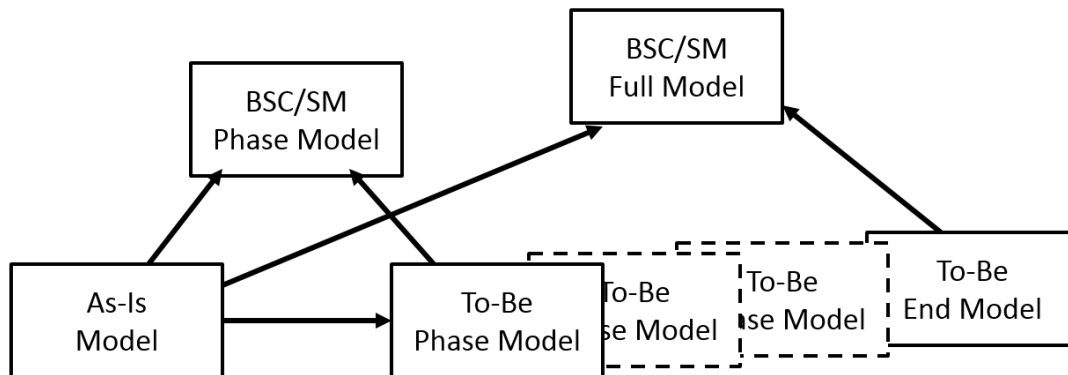 BSC/SM
Full Model
BSC/SM
Phase Model
As-Is
Model
To-Be
Phase Model
To-Be
se Model
To-Be
ase Model
To-Be
End Model